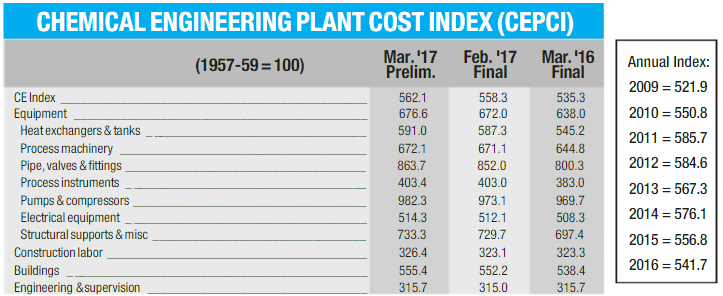 CHEMICAL ENGINEERING PLANT COST INDEX (CEPCI)
(1957-59 = 100) Mar. '17 Prelim. Feb. '17 Final Mar. '16 Final
CE Index 562.1 558.3 535.3
Equipment 676.6 672.0 638.0
Heat exchangers & tanks 591.0 587.3 545.2
Process machinery 672.1 671.1 644.8
Pipe, valves & fittings 863.7 852.0 800.3
Process instruments 403.4 403.0 383.0
Pumps & compressors 982.3 973.1 969.7
Electrical equipment 514.3 512.1 508.3
Structural supports & misc 733.3 729.7 697.4
Construction labor 326.4 323.1 323.3
Buildings 555.4 552.2 538.4
Engineering & supervision 315.7 315.0 315.7
Annual Index:
2009 = 521.9
2010 = 550.8
2011 = 585.7
2012 = 584.6
2013 = 567.3
2014 = 576.1
2015 = 556.8
2016 = 541.7